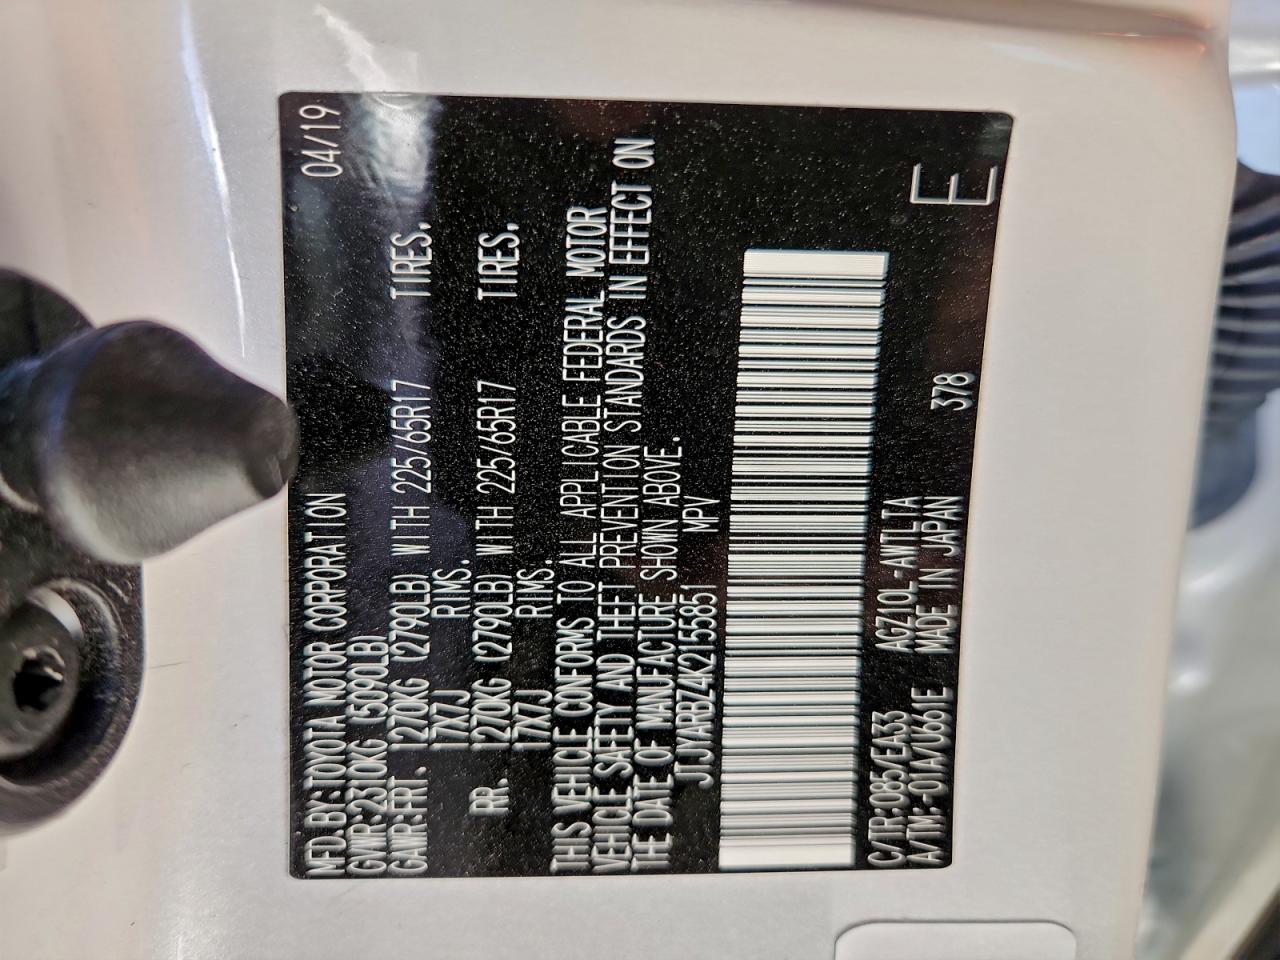 MFD.BY:TOYOTA MOTOR CORPORATION 04/19
GVWR:2310KG (5090LB)
GAWR:FRT. 1270KG (2790LB) WITH 225/65R17 TIRES.
17X7J RIMS.
RR. 1270KG (2790LB) WITH 225/65R17 TIRES.
17X7J RIMS.
THIS VEHICLE CONFORMS TO ALL APPLICABLE FEDERAL MOTOR
VEHICLE SAFETY AND THEFT PREVENTION STANDARDS IN EFFECT ON
THE DATE OF MANUFACTURE SHOWN ABOVE.
JTJYARBZ4K2155851 MPV
C/TR:085/EA33 AGZ10L-AWTLTA
A/TM:-01A/U661E MADE IN JAPAN 378
E